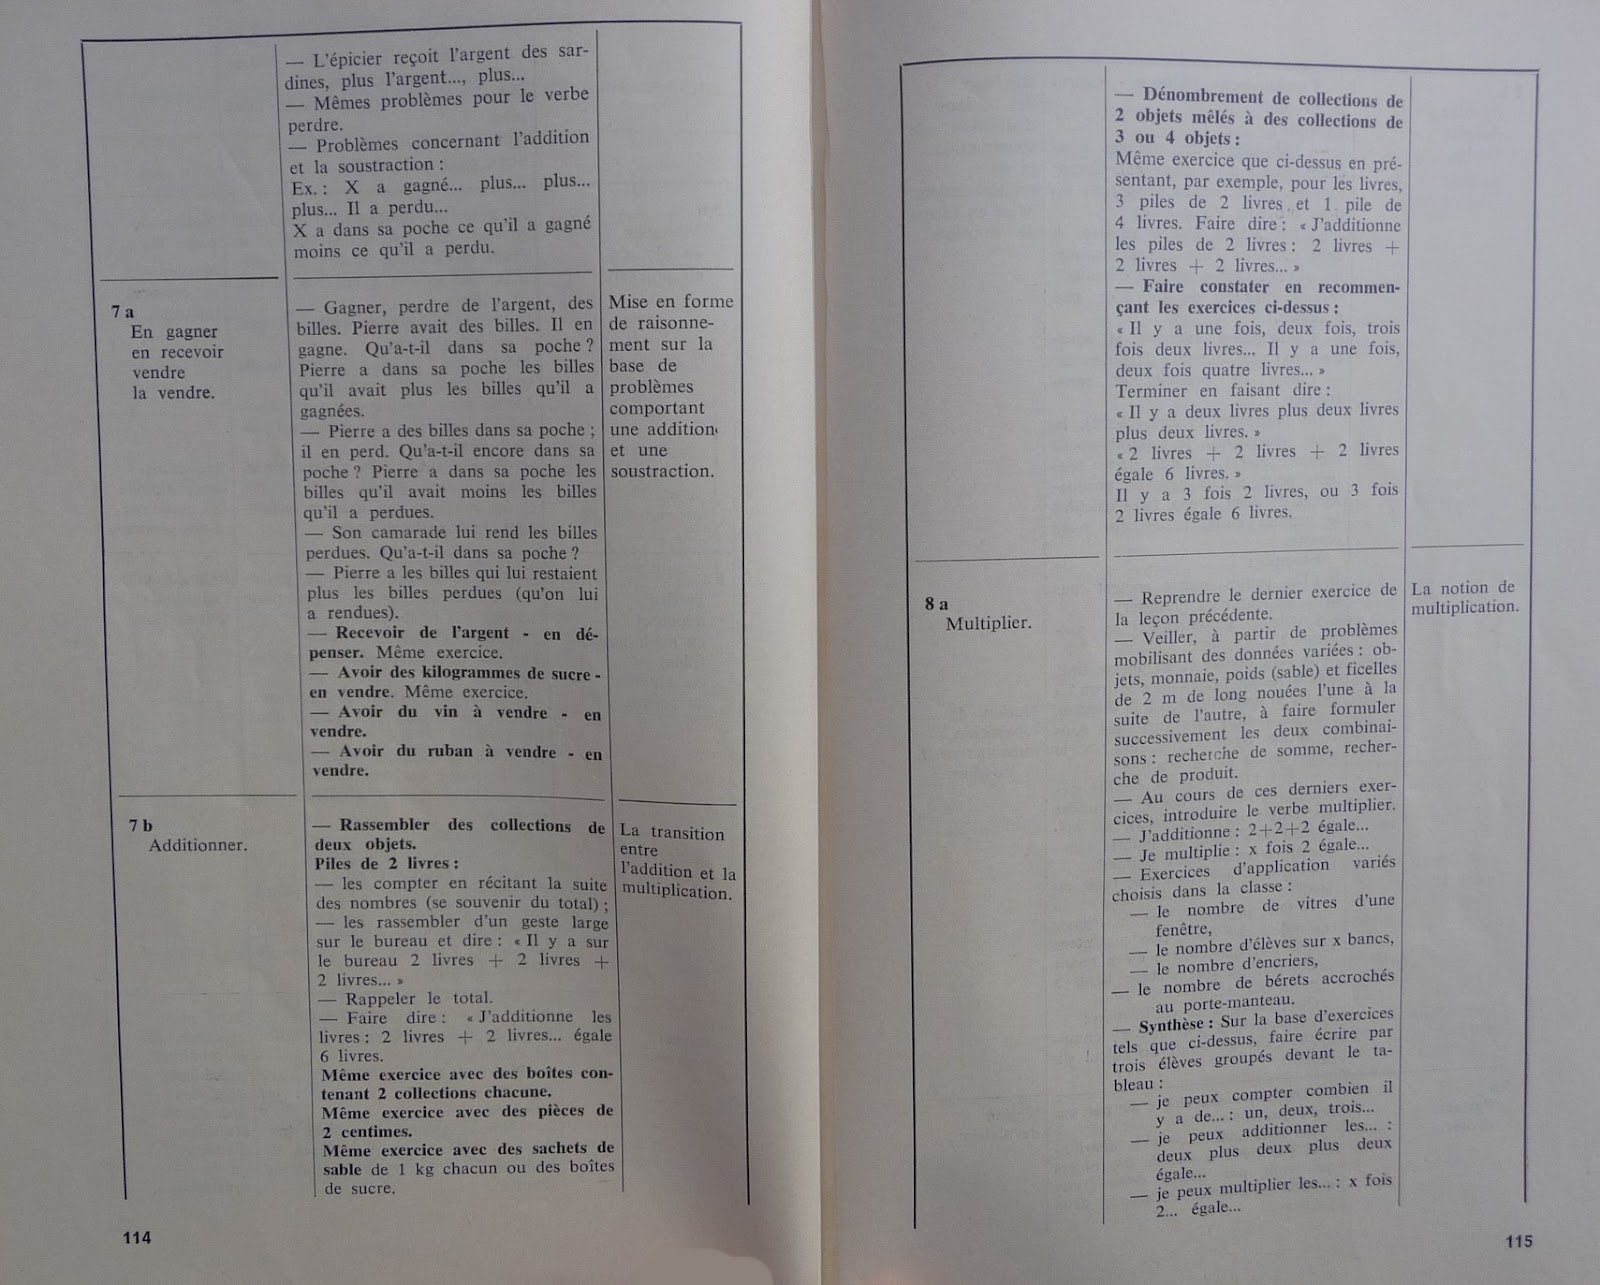 — L'épicier reçoit l'argent des sar-
dines, plus l'argent..., plus...
— Mêmes problèmes pour le verbe
perdre.
— Problèmes concernant l'addition
et la soustraction :
Ex. : X a gagné... plus... plus...
plus... Il a perdu...
X a dans sa poche ce qu'il a gagné
moins ce qu'il a perdu.
7 a
En gagner
en recevoir
vendre
la vendre.
— Gagner, perdre de l'argent, des
billes. Pierre avait des billes. Il en
gagne. Qu'a-t-il dans sa poche ?
Pierre a dans sa poche les billes
qu'il avait plus les billes qu'il a
gagnées.
— Pierre a des billes dans sa poche ;
il en perd. Qu'a-t-il encore dans sa
poche ? Pierre a dans sa poche les
billes qu'il avait moins les billes
qu'il a perdues.
— Son camarade lui rend les billes
perdues. Qu'a-t-il dans sa poche ?
— Pierre a les billes qui lui restaient
plus les billes perdues (qu'on lui
a rendues).
— Recevoir de l'argent - en dé-
penser. Même exercice.
— Avoir des kilogrammes de sucre -
en vendre. Même exercice.
— Avoir du vin à vendre - en
vendre.
— Avoir du ruban à vendre - en
vendre.
Mise en forme
de raisonne-
ment sur la
base de
problèmes
comportant
une addition
et une
soustraction.
7 b
Additionner.
— Rassembler des collections de
deux objets.
Piles de 2 livres :
— les compter en récitant la suite
des nombres (se souvenir du total) ;
— les rassembler d'un geste large
sur le bureau et dire : « Il y a sur
le bureau 2 livres + 2 livres +
2 livres... »
— Rappeler le total.
— Faire dire : « J'additionne les
livres : 2 livres + 2 livres... égale
6 livres.
Même exercice avec des boîtes con-
tenant 2 collections chacune.
Même exercice avec des pièces de
2 centimes.
Même exercice avec des sachets de
sable de 1 kg chacun ou des boîtes
de sucre.
La transition
entre
l'addition et la
multiplication.
114
— Dénombrement de collections de
2 objets mêlés à des collections de
3 ou 4 objets :
Même exercice que ci-dessus en pré-
sentant, par exemple, pour les livres,
3 piles de 2 livres et 1 pile de
4 livres. Faire dire : « J'additionne
les piles de 2 livres : 2 livres +
2 livres + 2 livres... »
— Faire constater en recommen-
çant les exercices ci-dessus :
« Il y a une fois, deux fois, trois
fois deux livres... Il y a une fois,
deux fois quatre livres... »
Terminer en faisant dire :
« Il y a deux livres plus deux livres
plus deux livres. »
« 2 livres + 2 livres + 2 livres
égale 6 livres. »
Il y a 3 fois 2 livres, ou 3 fois
2 livres égale 6 livres.
8 a
Multiplier.
— Reprendre le dernier exercice de
la leçon précédente.
— Veiller, à partir de problèmes
mobilisant des données variées : ob-
jets, monnaie, poids (sable) et ficelles
de 2 m de long nouées l'une à la
suite de l'autre, à faire formuler
successivement les deux combinai-
sons : recherche de somme, recher-
che de produit.
— Au cours de ces derniers exer-
cices, introduire le verbe multiplier.
— J'additionne : 2+2+2 égale...
— Je multiplie : x fois 2 égale...
— Exercices d'application variés
choisis dans la classe :
— le nombre de vitres d'une
fenêtre,
— le nombre d'élèves sur x bancs,
— le nombre d'encriers,
— le nombre de bérets accrochés
au porte-manteau.
— Synthèse : Sur la base d'exercices
tels que ci-dessus, faire écrire par
trois élèves groupés devant le ta-
bleau :
— je peux compter combien il
y a de... : un, deux, trois...
— je peux additionner les... :
deux plus deux plus deux
égale...
— je peux multiplier les... : x fois
2... égale...
La notion de
multiplication.
115